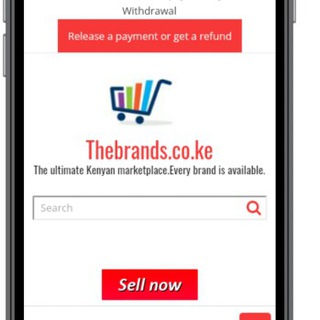 Withdrawal
Release a payment or get a refund
Thebrands.co.ke
The ultimate Kenyan marketplace.Every brand is available.
Search
Sell now